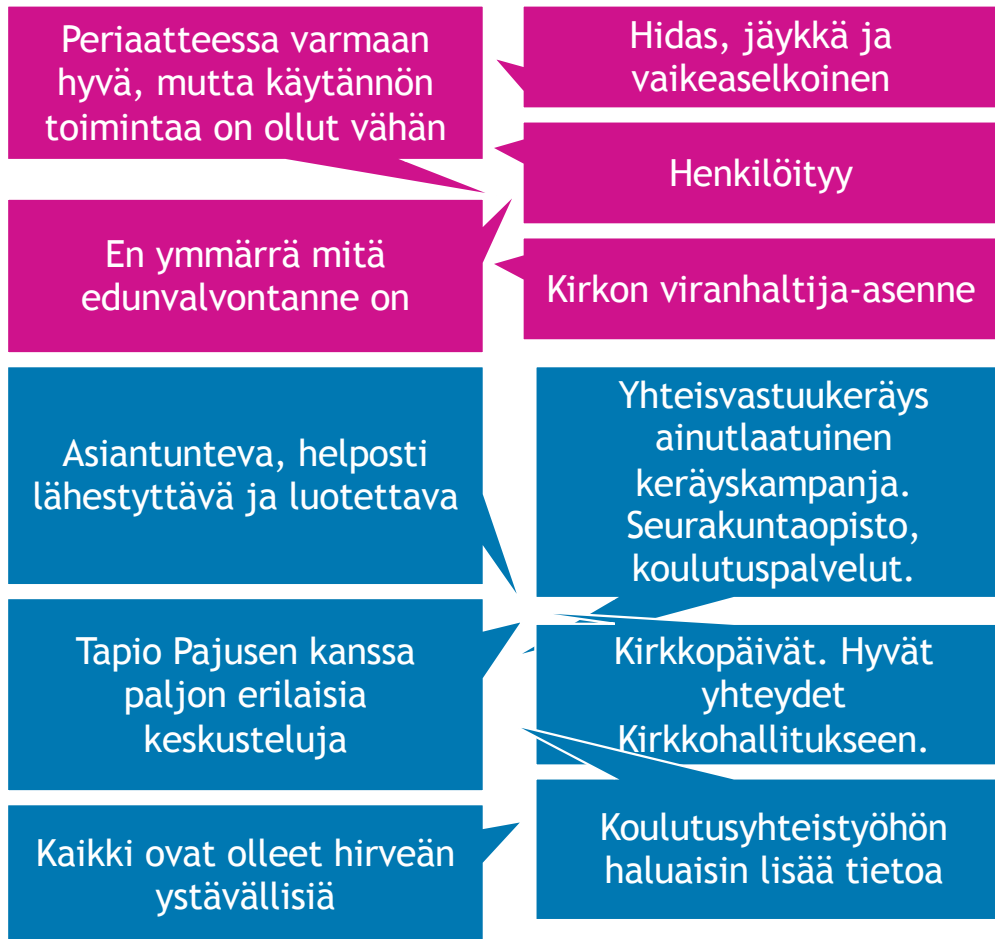 Periaatteessa varmaan
hyvä, mutta käytännön
toimintaa on ollut vähän
Hidas, jäykkä ja
vaikeaselkoinen
Henkilöityy
En ymmärrä mitä
edunvalvontanne on
Kirkon viranhaltija-asenne
Asiantunteva, helposti
lähestyttävä ja luotettava
Yhteisvastuukeräys
ainutlaatuinen
keräyskampanja.
Seurakuntaopisto,
koulutuspalvelut.
Tapio Pajusen kanssa
paljon erilaisia
keskusteluja
Kirkkopäivät. Hyvät
yhteydet
Kirkkohallitukseen.
Kaikki ovat olleet hirveän
ystävällisiä
Koulutusyhteistyöhön
haluaisin lisää tietoa